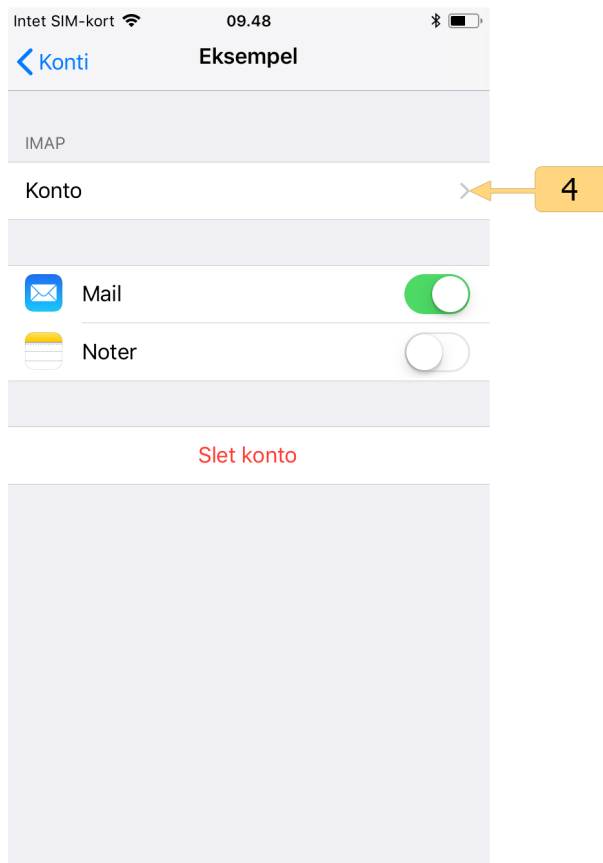 Intet SIM-kort 09.48
Konti Eksempel
IMAP
Konto 4
Mail
Noter
Slet konto